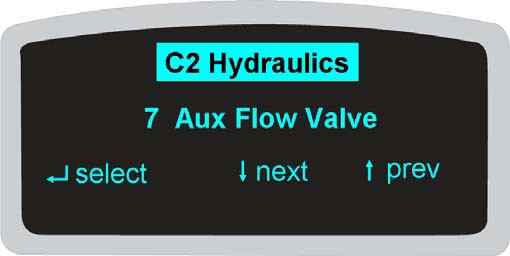 C2 Hydraulics
7 Aux Flow Valve
↵ select ↓ next ↑ prev